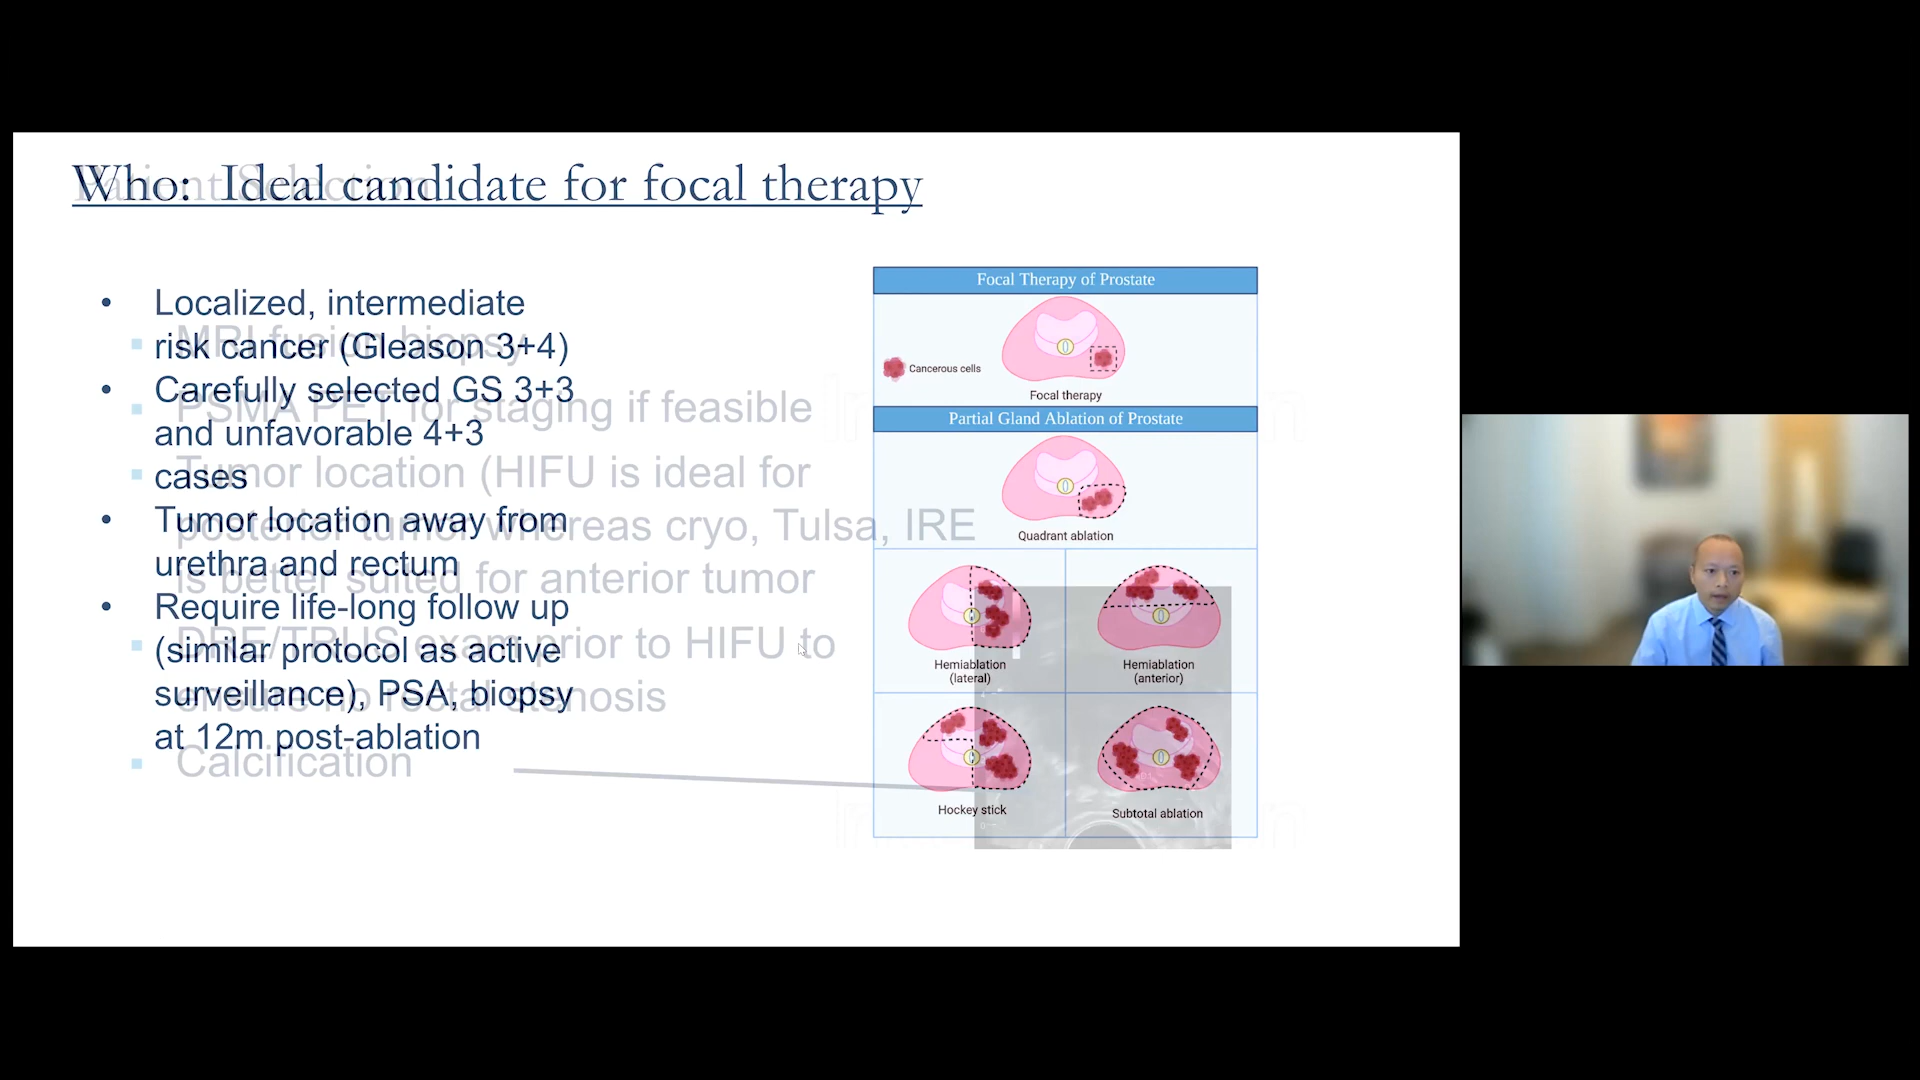 Who: Ideal candidate for focal therapy
Patient Selection
• Localized, intermediate
risk cancer (Gleason 3+4)
• Carefully selected GS 3+3
and unfavorable 4+3
cases
• Tumor location away from
urethra and rectum
• Require life-long follow up
(similar protocol as active
surveillance), PSA, biopsy
at 12m post-ablation
▪ MRI fusion biopsy
▪ PSMA PET for staging if feasible
▪ Tumor location (HIFU is ideal for
posterior tumor whereas cryo, Tulsa, IRE
is better suited for anterior tumor
▪ DRE/TRUS exam prior to HIFU to
ensure no rectal stenosis
▪ Calcification
Focal Therapy of Prostate
Cancerous cells
Focal therapy
Partial Gland Ablation of Prostate
Quadrant ablation
Hemiablation
(lateral)
Hemiablation
(anterior)
Hockey stick
Subtotal ablation